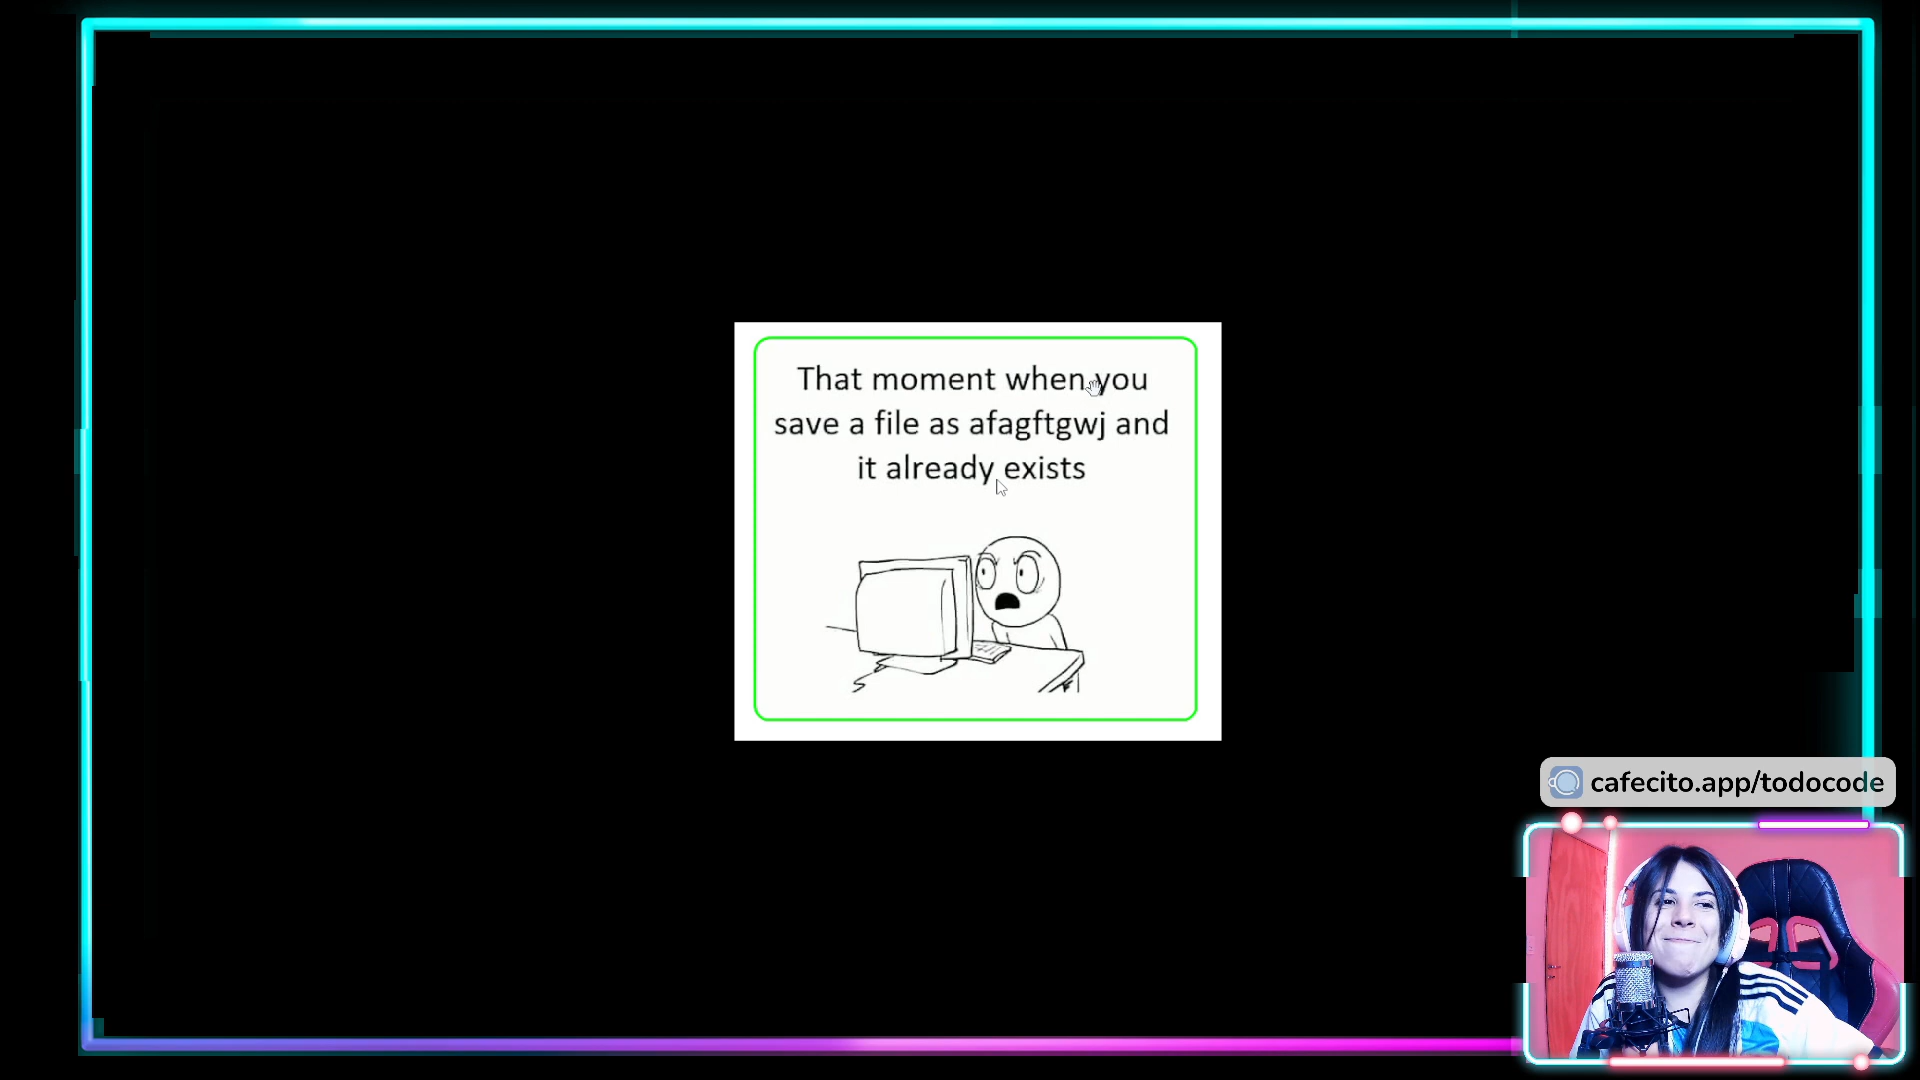 That moment when you
save a file as afagftgwj and
it already exists
cafecito.app/todocode